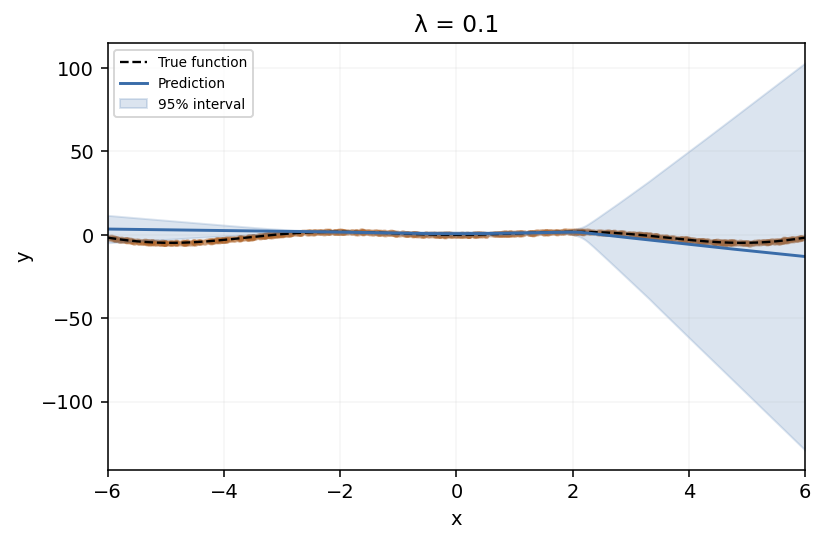 λ = 0.1
True function
Prediction
95% interval
100
50
0
−50
−100
y
−6
−4
−2
0
2
4
6
x